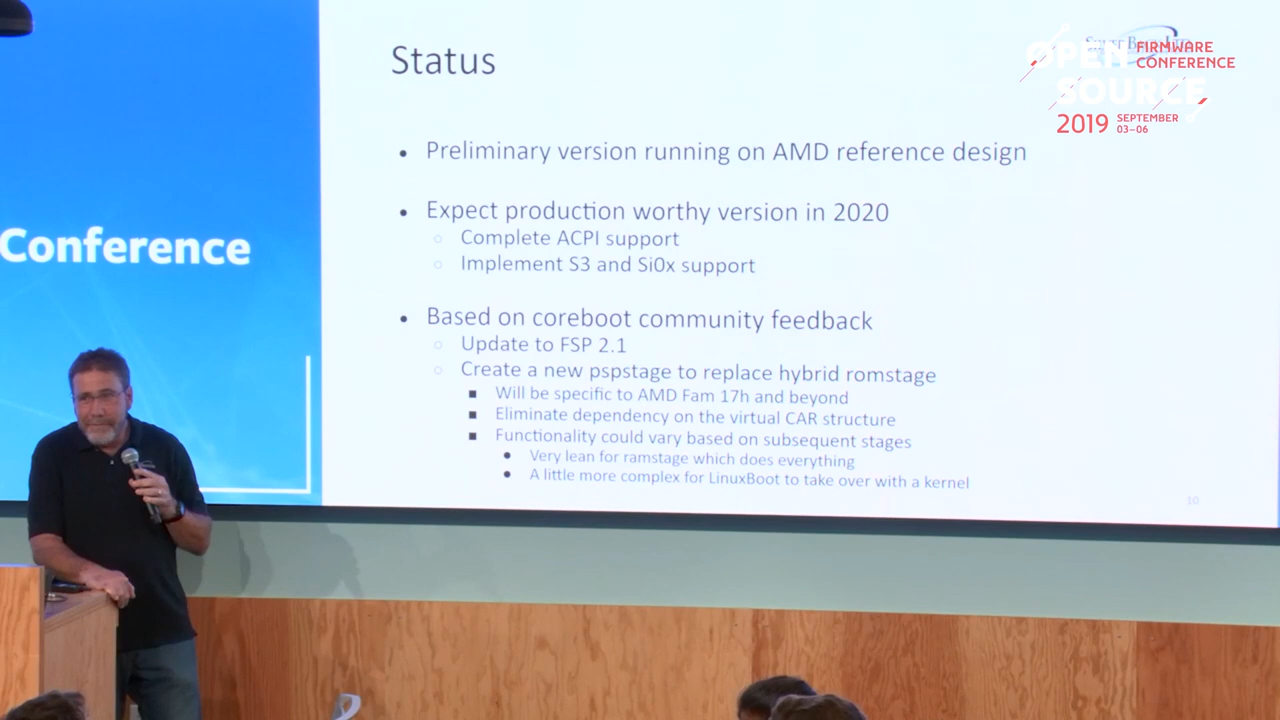 Status
OPEN
SOURCE
FIRMWARE
CONFERENCE
2019
SEPTEMBER
03–06
Preliminary version running on AMD reference design
Expect production worthy version in 2020
Complete ACPI support
Implement S3 and Si0x support
Conference
Based on coreboot community feedback
Update to FSP 2.1
Create a new pspstage to replace hybrid romstage
Will be specific to AMD Fam 17h and beyond
Eliminate dependency on the virtual CAR structure
Functionality could vary based on subsequent stages
Very lean for ramstage which does everything
A little more complex for LinuxBoot to take over with a kernel
10